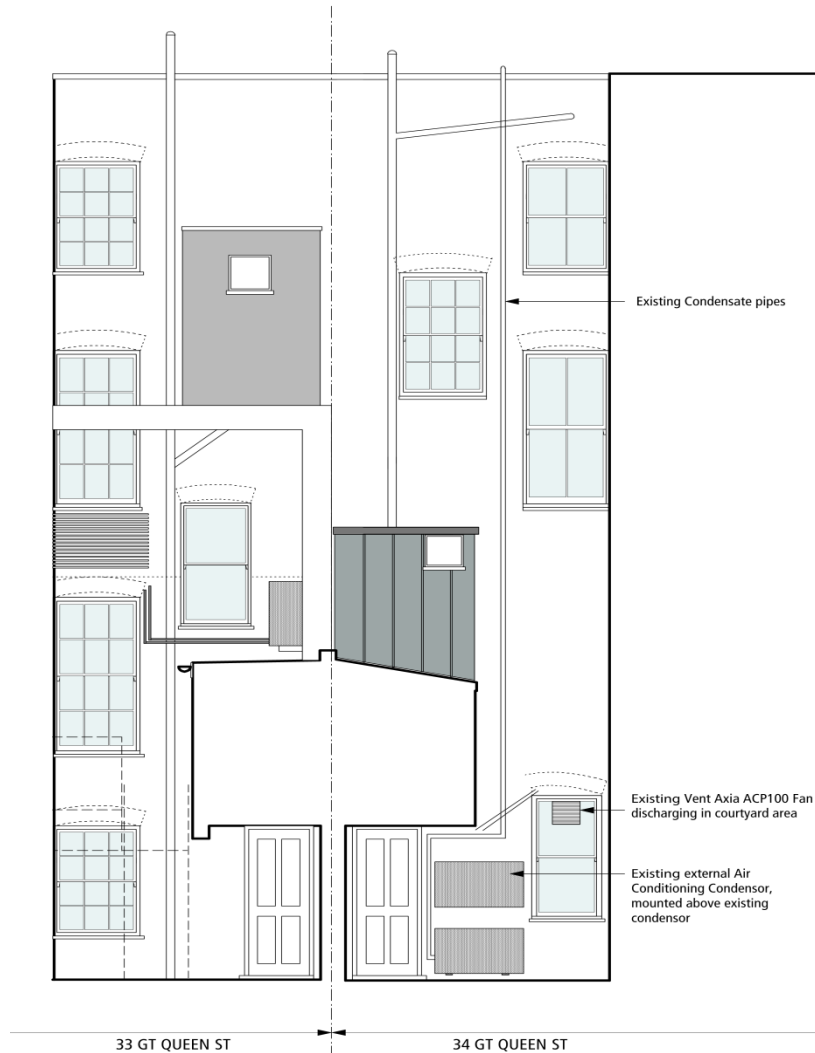 Existing Condensate pipes
Existing Vent Axia ACP100 Fan
discharging in courtyard area
Existing external Air
Conditioning Condensor,
mounted above existing
condensor
33 GT QUEEN ST
34 GT QUEEN ST